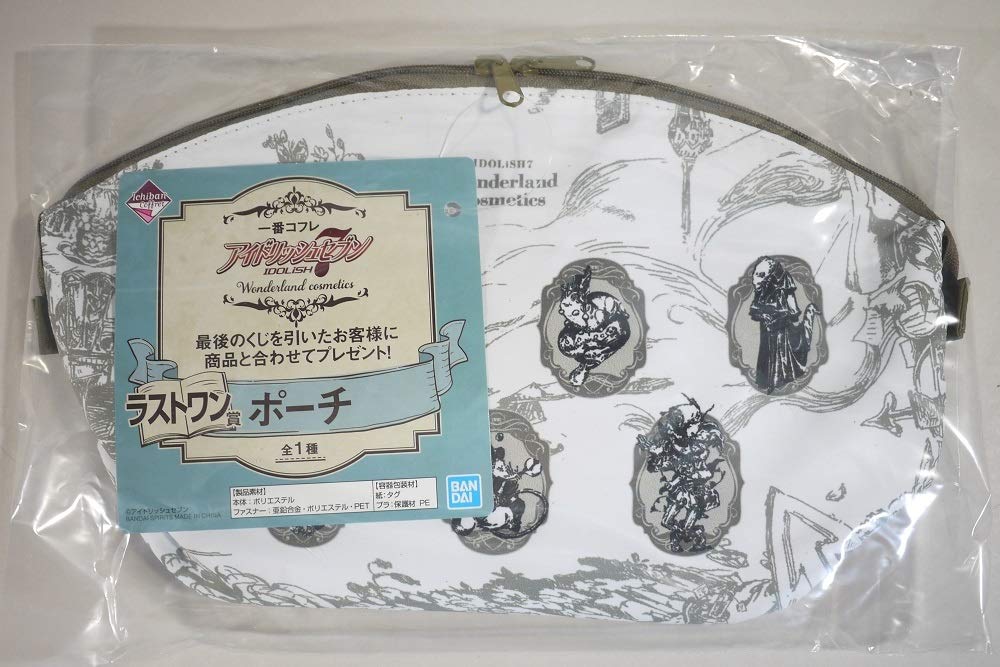 Ichiban
coffret
一番コフレ
アイドリッシュセブン
IDOLiSH7
Wonderland cosmetics
最後のくじを引いたお客様に
商品と合わせてプレゼント!
ラストワン賞 ポーチ
全1種
【製品素材】
本体:ポリエステル
ファスナー:亜鉛合金・ポリエステル・PET
【容器包装材】
紙:タグ
プラ:保護材 PE
BAN
DAI
©アイドリッシュセブン
BANDAI SPIRITS MADE IN CHINA
IDOLiSH7
onderland
osmetics